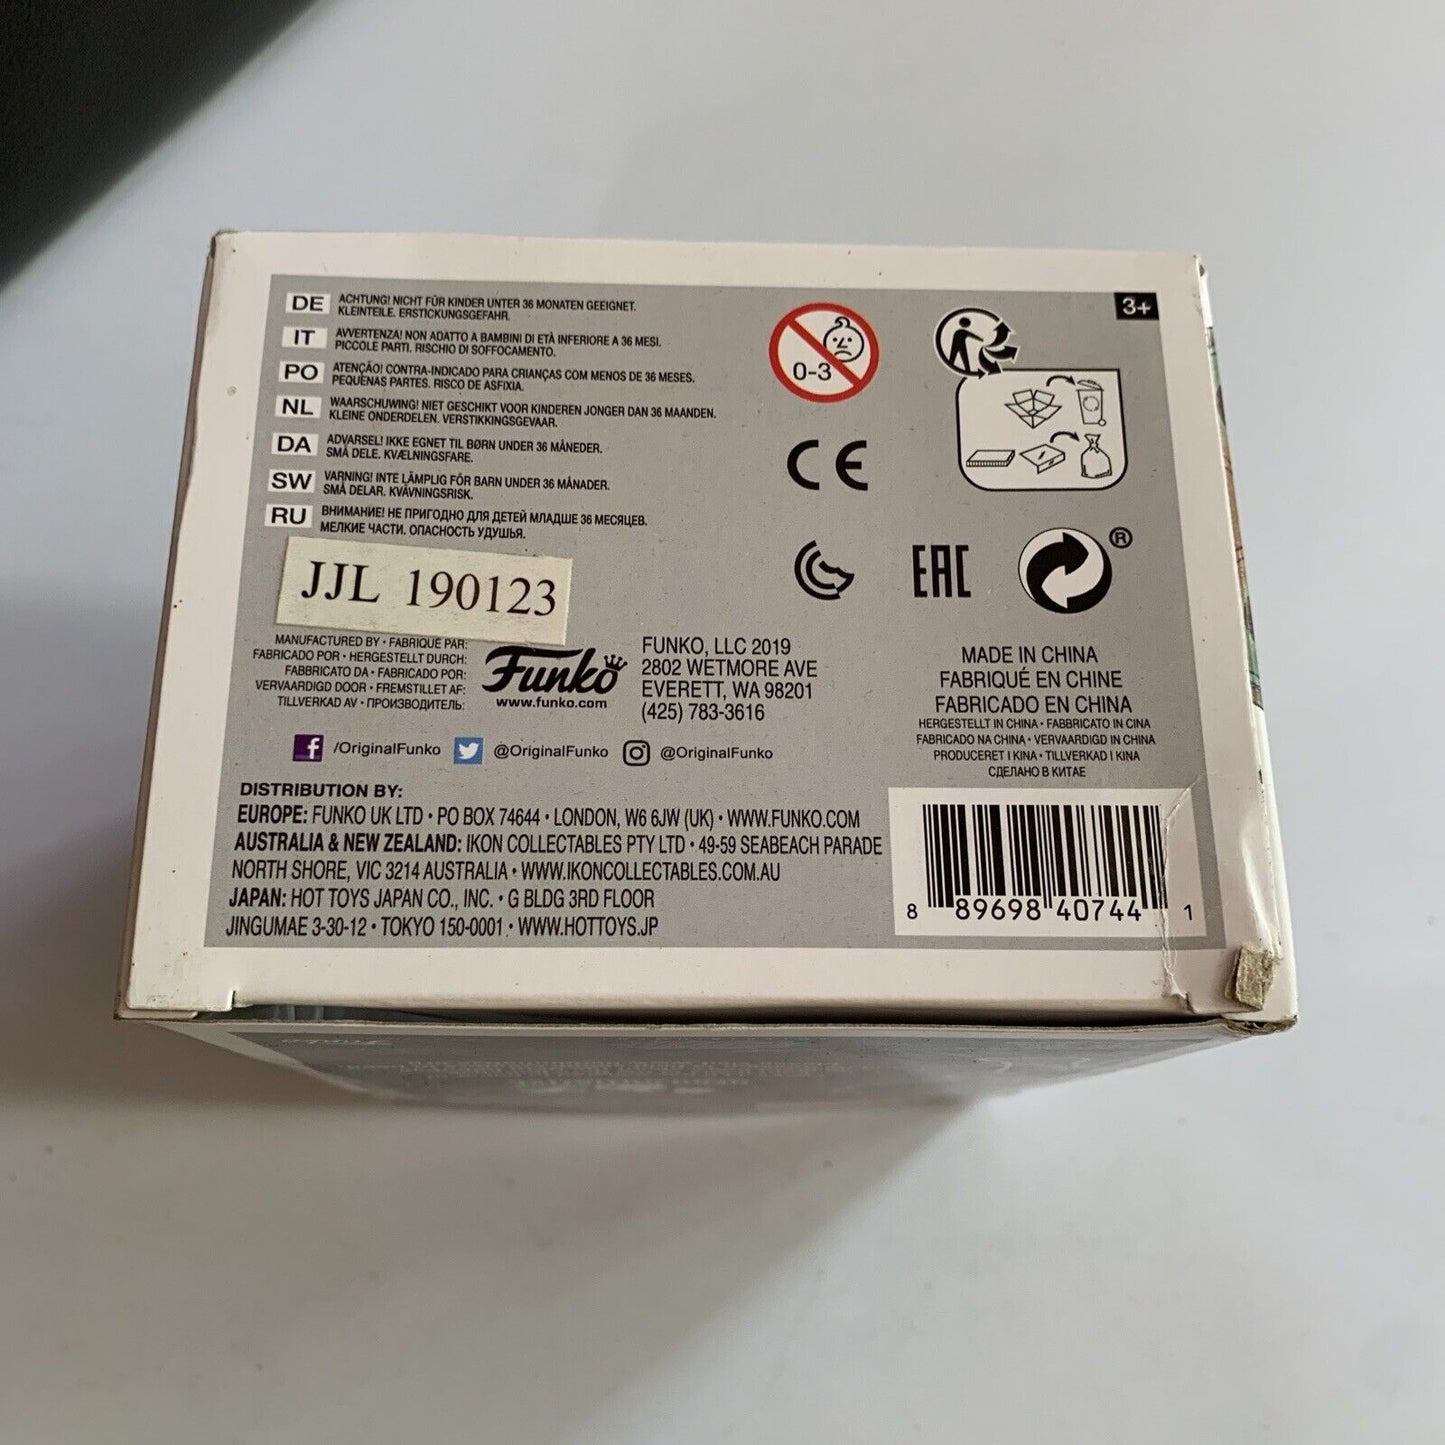 DE ACHTUNG! NICHT FÜR KINDER UNTER 36 MONATEN GEEIGNET.
KLEINTEILE. ERSTICKUNGSGEFAHR.
IT AVVERTENZA! NON ADATTO A BAMBINI DI ETÀ INFERIORE A 36 MESI.
PICCOLE PARTI. RISCHIO DI SOFFOCAMENTO.
PO ATENÇÃO! CONTRA-INDICADO PARA CRIANÇAS COM MENOS DE 36 MESES.
PEQUENAS PARTES. RISCO DE ASFIXIA.
NL WAARSCHUWING! NIET GESCHIKT VOOR KINDEREN JONGER DAN 36 MAANDEN.
KLEINE ONDERDELEN. VERSTIKKINGSGEVAAR.
DA ADVARSEL! IKKE EGNET TIL BØRN UNDER 36 MÅNEDER.
SMÅ DELE. KVÆLNINGSFARE.
SW VARNING! INTE LÄMPLIG FÖR BARN UNDER 36 MÅNADER.
SMÅ DELAR. KVÄVNINGSRISK.
RU ВНИМАНИЕ! НЕ ПРИГОДНО ДЛЯ ДЕТЕЙ МЛАДШЕ 36 МЕСЯЦЕВ.
МЕЛКИЕ ЧАСТИ. ОПАСНОСТЬ УДУШЬЯ.
0-3
3+
CE
EAC
®
JJL 190123
MANUFACTURED BY • FABRIQUÉ PAR:
FABRICADO POR • HERGESTELLT DURCH:
FABBRICATO DA • FABRICADO POR:
VERVAARDIGD DOOR • FREMSTILLET AF:
TILLVERKAD AV • ПРОИЗВОДИТЕЛЬ:
Funko
www.funko.com
FUNKO, LLC 2019
2802 WETMORE AVE
EVERETT, WA 98201
(425) 783-3616
MADE IN CHINA
FABRIQUÉ EN CHINE
FABRICADO EN CHINA
HERGESTELLT IN CHINA • FABBRICATO IN CINA
FABRICADO NA CHINA • VERVAARDIGD IN CHINA
PRODUCERET I KINA • TILLVERKAD I KINA
СДЕЛАНО В КИТАЕ
f /OriginalFunko @OriginalFunko @OriginalFunko
DISTRIBUTION BY:
EUROPE: FUNKO UK LTD • PO BOX 74644 • LONDON, W6 6JW (UK) • WWW.FUNKO.COM
AUSTRALIA & NEW ZEALAND: IKON COLLECTABLES PTY LTD • 49-59 SEABEACH PARADE
NORTH SHORE, VIC 3214 AUSTRALIA • WWW.IKONCOLLECTABLES.COM.AU
JAPAN: HOT TOYS JAPAN CO., INC. • G BLDG 3RD FLOOR
JINGUMAE 3-30-12 • TOKYO 150-0001 • WWW.HOTTOYS.JP
8 89698 40744 1
Funko